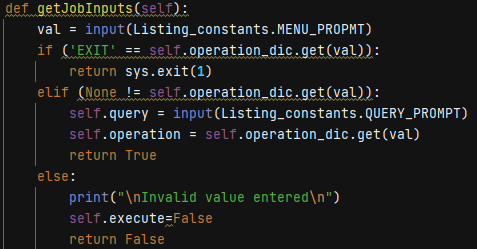 def getJobInputs(self):
    val = input(Listing_constants.MENU_PROPMT)
    if ('EXIT' == self.operation_dic.get(val)):
        return sys.exit(1)
    elif (None != self.operation_dic.get(val)):
        self.query = input(Listing_constants.QUERY_PROMPT)
        self.operation = self.operation_dic.get(val)
        return True
    else:
        print("\nInvalid value entered\n")
        self.execute=False
        return False